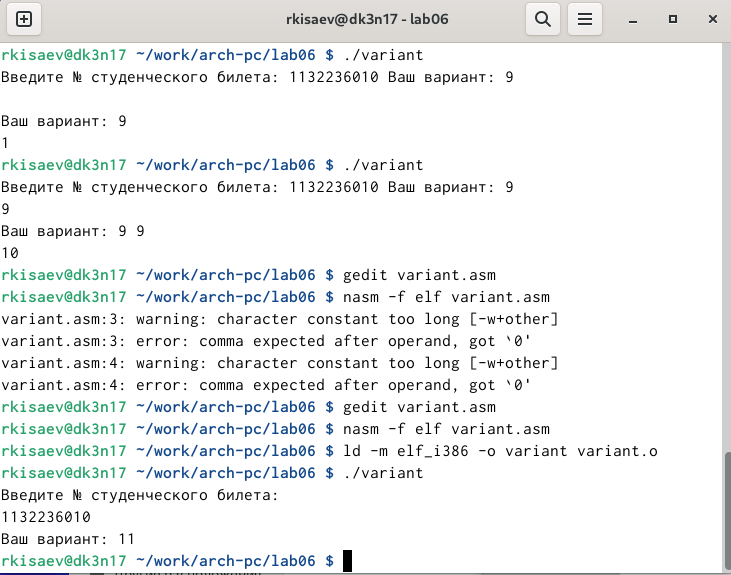 rkisaev@dk3n17 - lab06
rkisaev@dk3n17 ~/work/arch-pc/lab06 $ ./variant
Введите № студенческого билета: 1132236010 Ваш вариант: 9
Ваш вариант: 9
1
rkisaev@dk3n17 ~/work/arch-pc/lab06 $ ./variant
Введите № студенческого билета: 1132236010 Ваш вариант: 9
9
Ваш вариант: 9 9
10
rkisaev@dk3n17 ~/work/arch-pc/lab06 $ gedit variant.asm
rkisaev@dk3n17 ~/work/arch-pc/lab06 $ nasm -f elf variant.asm
variant.asm:3: warning: character constant too long [-w+other]
variant.asm:3: error: comma expected after operand, got `0'
variant.asm:4: warning: character constant too long [-w+other]
variant.asm:4: error: comma expected after operand, got `0'
rkisaev@dk3n17 ~/work/arch-pc/lab06 $ gedit variant.asm
rkisaev@dk3n17 ~/work/arch-pc/lab06 $ nasm -f elf variant.asm
rkisaev@dk3n17 ~/work/arch-pc/lab06 $ ld -m elf_i386 -o variant variant.o
rkisaev@dk3n17 ~/work/arch-pc/lab06 $ ./variant
Введите № студенческого билета:
1132236010
Ваш вариант: 11
rkisaev@dk3n17 ~/work/arch-pc/lab06 $